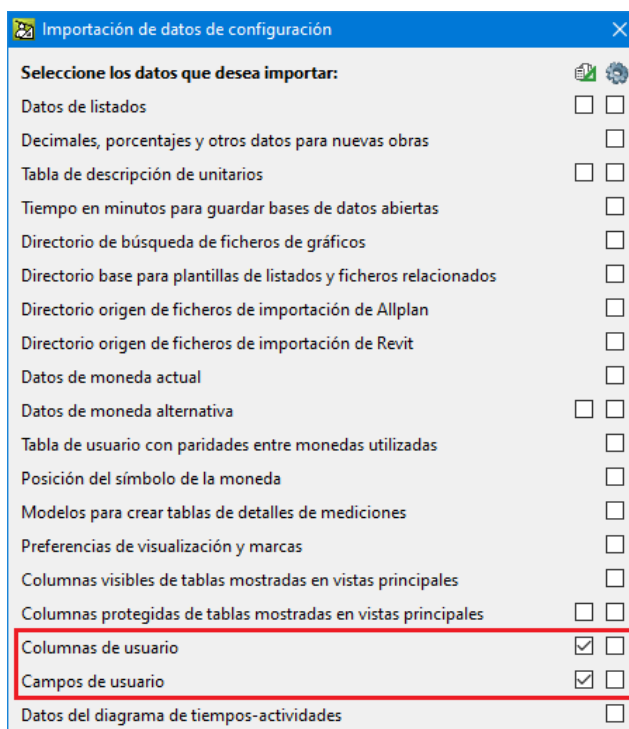 Importación de datos de configuración
Seleccione los datos que desea importar:
Datos de listados
Decimales, porcentajes y otros datos para nuevas obras
Tabla de descripción de unitarios
Tiempo en minutos para guardar bases de datos abiertas
Directorio de búsqueda de ficheros de gráficos
Directorio base para plantillas de listados y ficheros relacionados
Directorio origen de ficheros de importación de Allplan
Directorio origen de ficheros de importación de Revit
Datos de moneda actual
Datos de moneda alternativa
Tabla de usuario con paridades entre monedas utilizadas
Posición del símbolo de la moneda
Modelos para crear tablas de detalles de mediciones
Preferencias de visualización y marcas
Columnas visibles de tablas mostradas en vistas principales
Columnas protegidas de tablas mostradas en vistas principales
Columnas de usuario
Campos de usuario
Datos del diagrama de tiempos-actividades